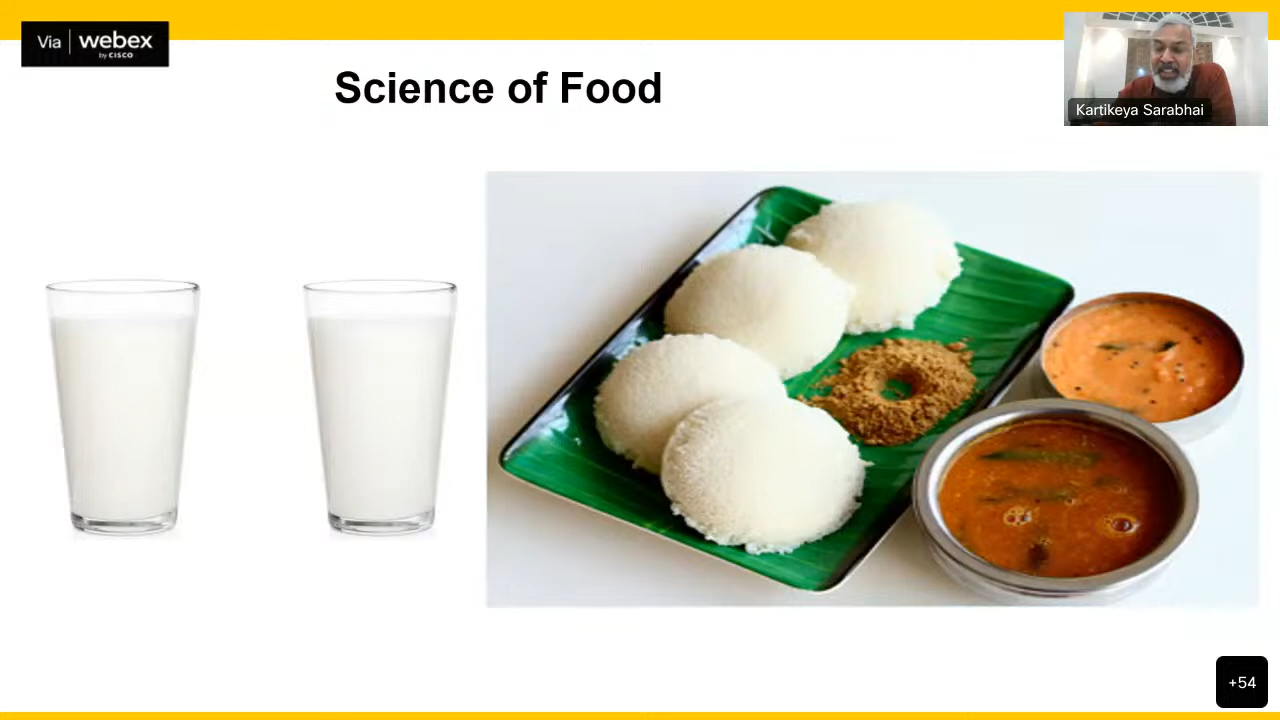 Via | webex
by CISCO
Science of Food
Kartikeya Sarabhai
+54